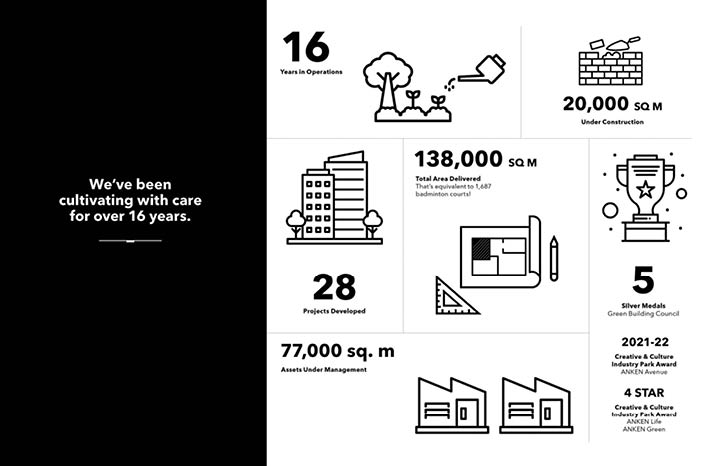 We've been
cultivating with care
for over 16 years.
16
Years in Operations
20,000 SQ M
Under Construction
28
Projects Developed
138,000 SQ M
Total Area Delivered
That's equivalent to 1,687
badminton courts!
5
Silver Medals
Green Building Council
2021-22
Creative & Culture
Industry Park Award
ANKEN Avenue
4 STAR
Creative & Culture
Industry Park Award
ANKEN Life
ANKEN Green
77,000 sq. m
Assets Under Management